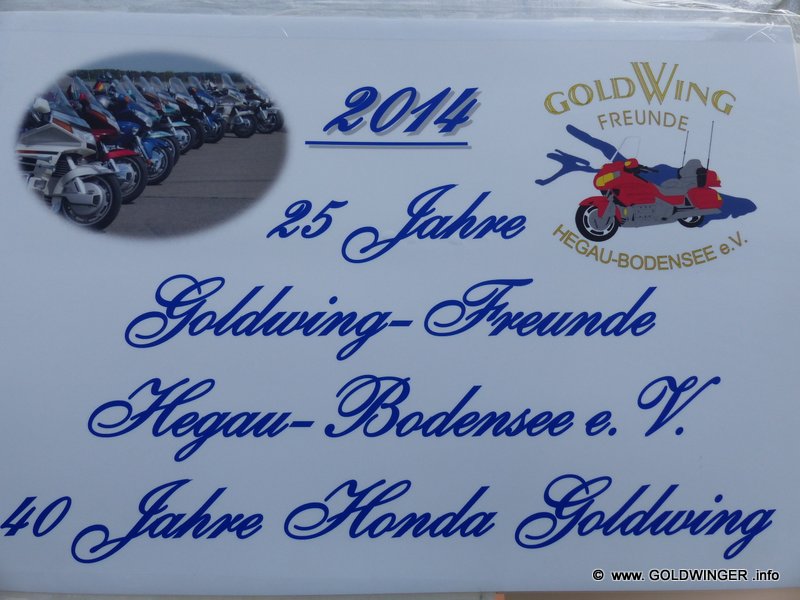 2014
GOLDWING
FREUNDE
HEGAU-BODENSEE e.V.
25 Jahre
Goldwing-Freunde
Hegau-Bodensee e. V.
40 Jahre Honda Goldwing
© www. GOLDWINGER .info